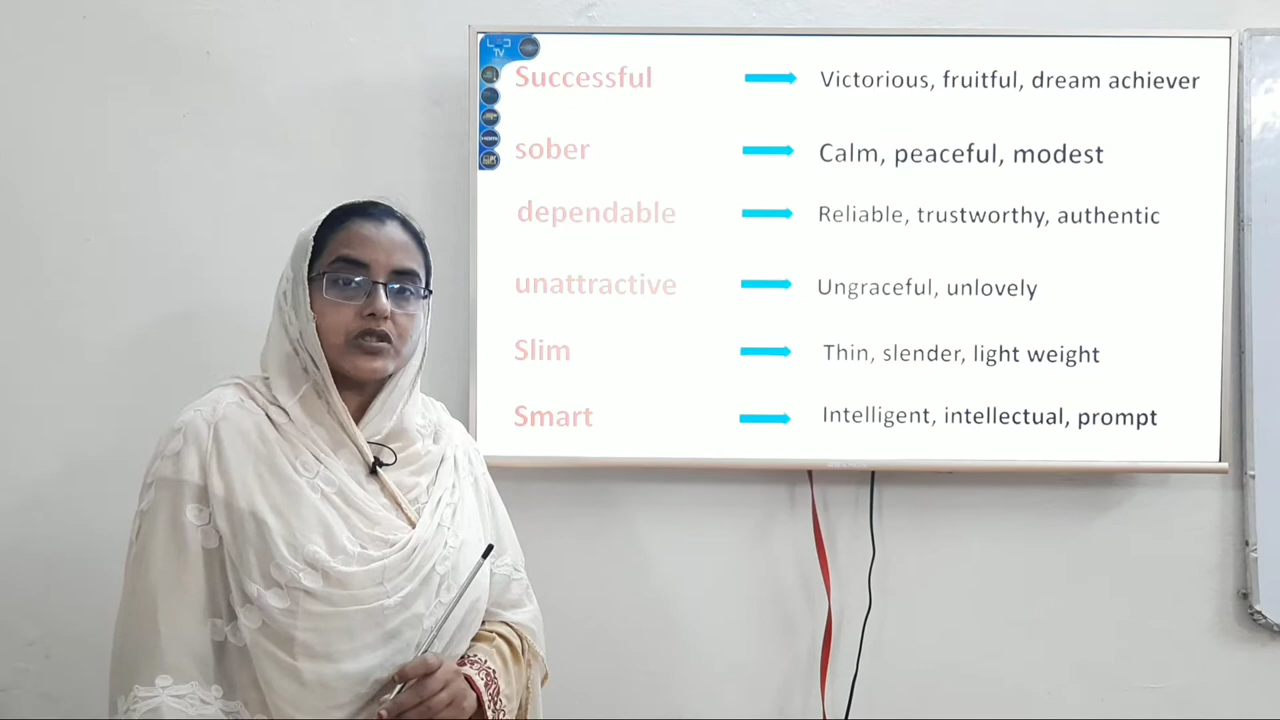 TV
Successful Victorious, fruitful, dream achiever
sober Calm, peaceful, modest
dependable Reliable, trustworthy, authentic
unattractive Ungraceful, unlovely
Slim Thin, slender, light weight
Smart Intelligent, intellectual, prompt